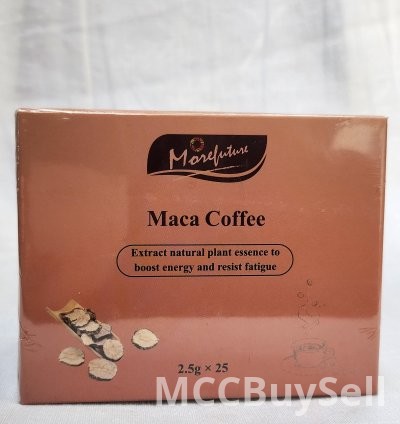 Morefuture
Maca Coffee
Extract natural plant essence to
boost energy and resist fatigue
2.5g × 25
MCCBuySell